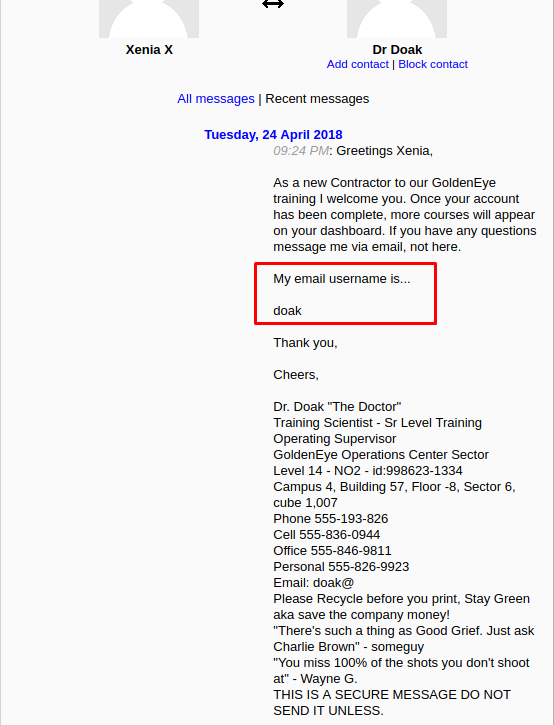 Xenia X
Dr Doak
Add contact | Block contact
All messages | Recent messages
Tuesday, 24 April 2018
09:24 PM: Greetings Xenia,
As a new Contractor to our GoldenEye
training I welcome you. Once your account
has been complete, more courses will appear
on your dashboard. If you have any questions
message me via email, not here.
My email username is...
doak
Thank you,
Cheers,
Dr. Doak "The Doctor"
Training Scientist - Sr Level Training
Operating Supervisor
GoldenEye Operations Center Sector
Level 14 - NO2 - id:998623-1334
Campus 4, Building 57, Floor -8, Sector 6,
cube 1,007
Phone 555-193-826
Cell 555-836-0944
Office 555-846-9811
Personal 555-826-9923
Email: doak@
Please Recycle before you print, Stay Green
aka save the company money!
"There's such a thing as Good Grief. Just ask
Charlie Brown" - someguy
"You miss 100% of the shots you don't shoot
at" - Wayne G.
THIS IS A SECURE MESSAGE DO NOT
SEND IT UNLESS.